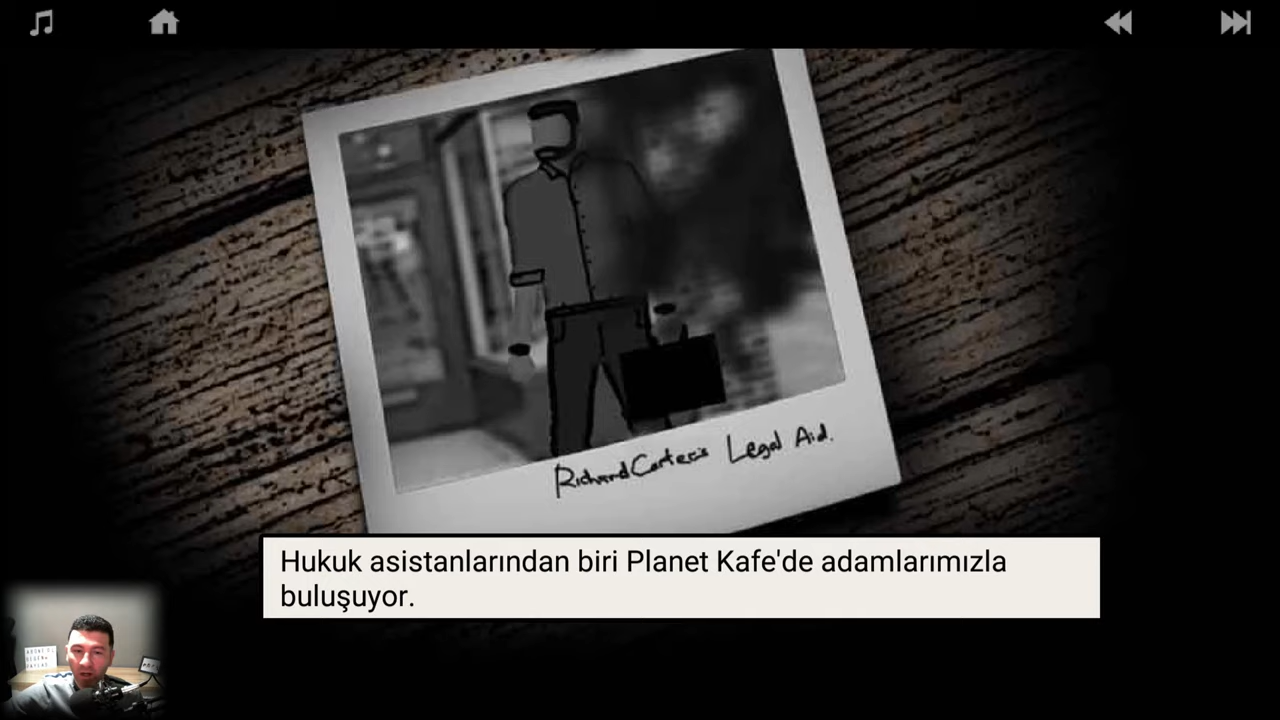 Richard Carter's Legal Aid.
Hukuk asistanlarından biri Planet Kafe'de adamlarımızla
buluşuyor.